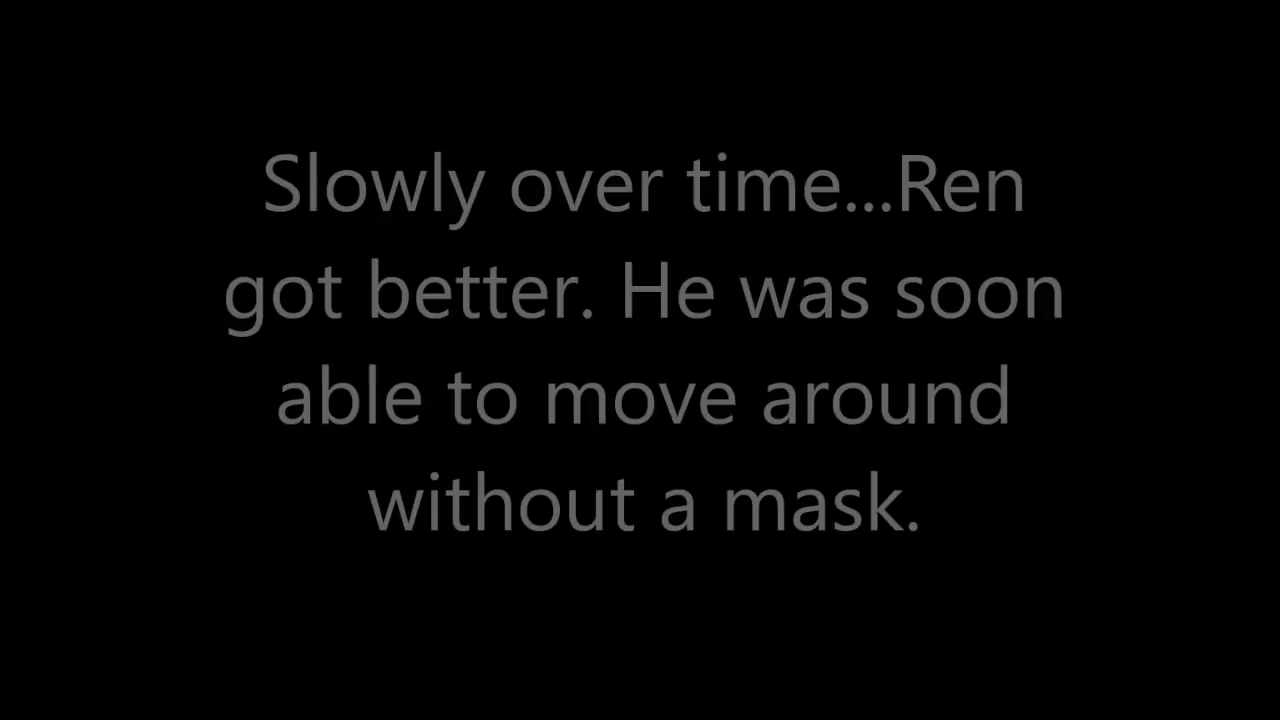 Slowly over time...Ren
got better. He was soon
able to move around
without a mask.